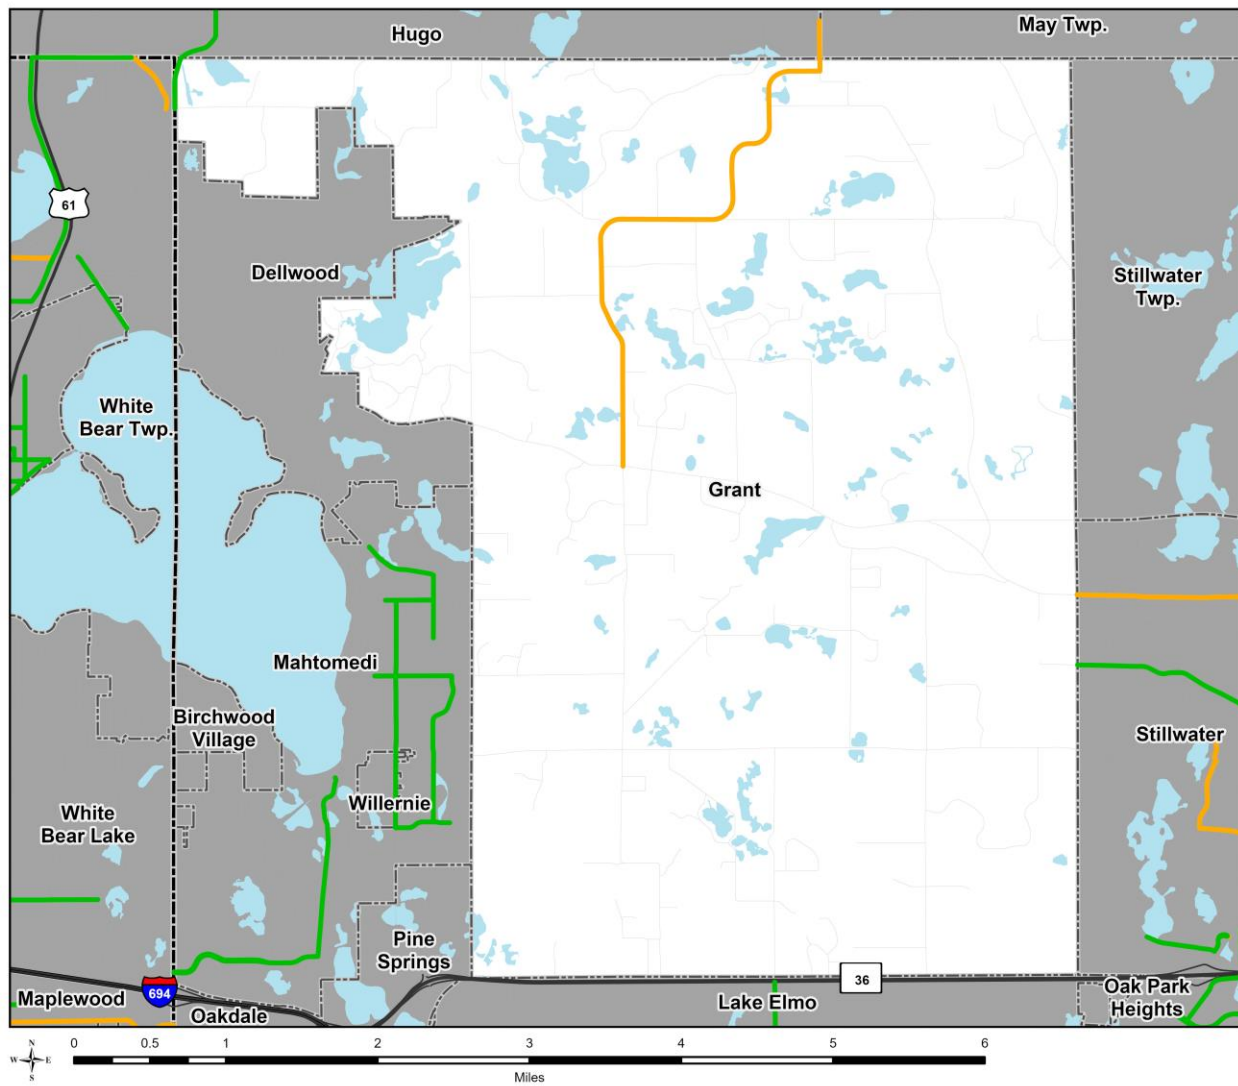 Hugo
May Twp.
61
Dellwood
Stillwater
Twp.
White
Bear Twp.
Grant
Mahtomedi
Birchwood
Village
Stillwater
Willernie
White
Bear Lake
Pine
Springs
36
Maplewood
694
Oakdale
Lake Elmo
Oak Park
Heights
N
W E
S
0 0.5 1 2 3 4 5 6
Miles